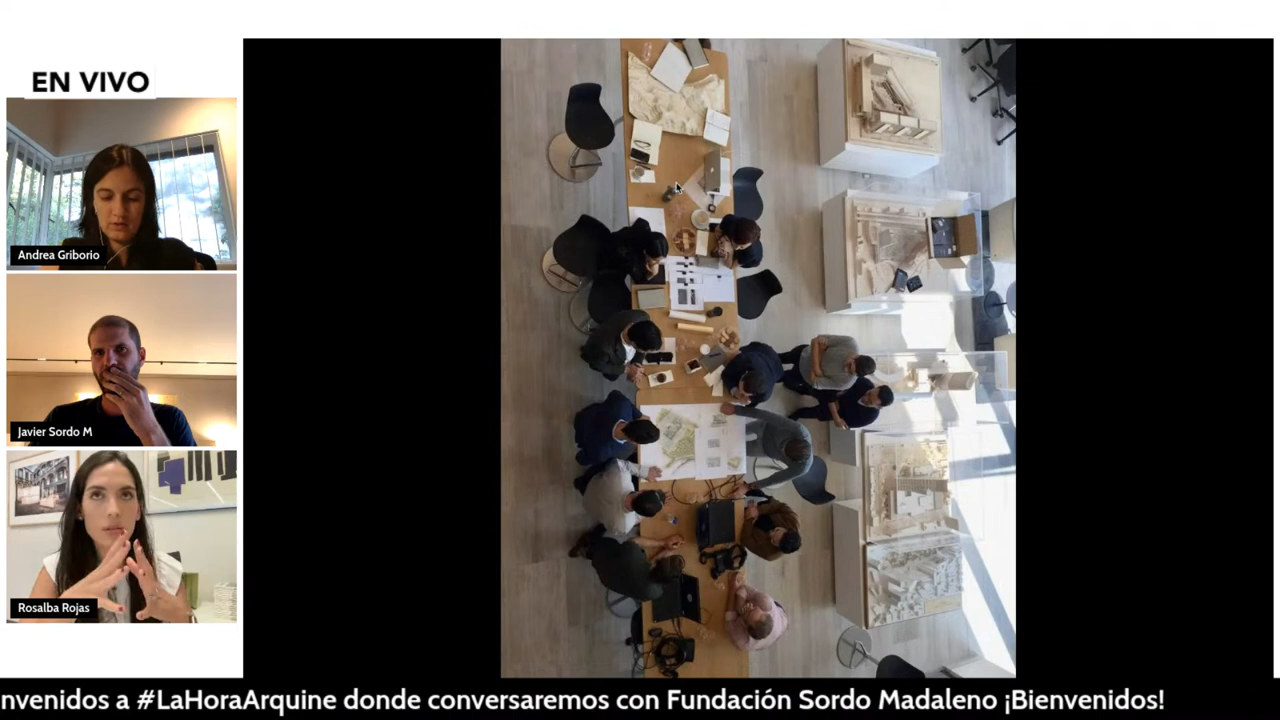 EN VIVO
Andrea Griborio
Javier Sordo M
Rosalba Rojas
nvenidos a #LaHoraArquine donde conversaremos con Fundación Sordo Madaleno ¡Bienvenidos!